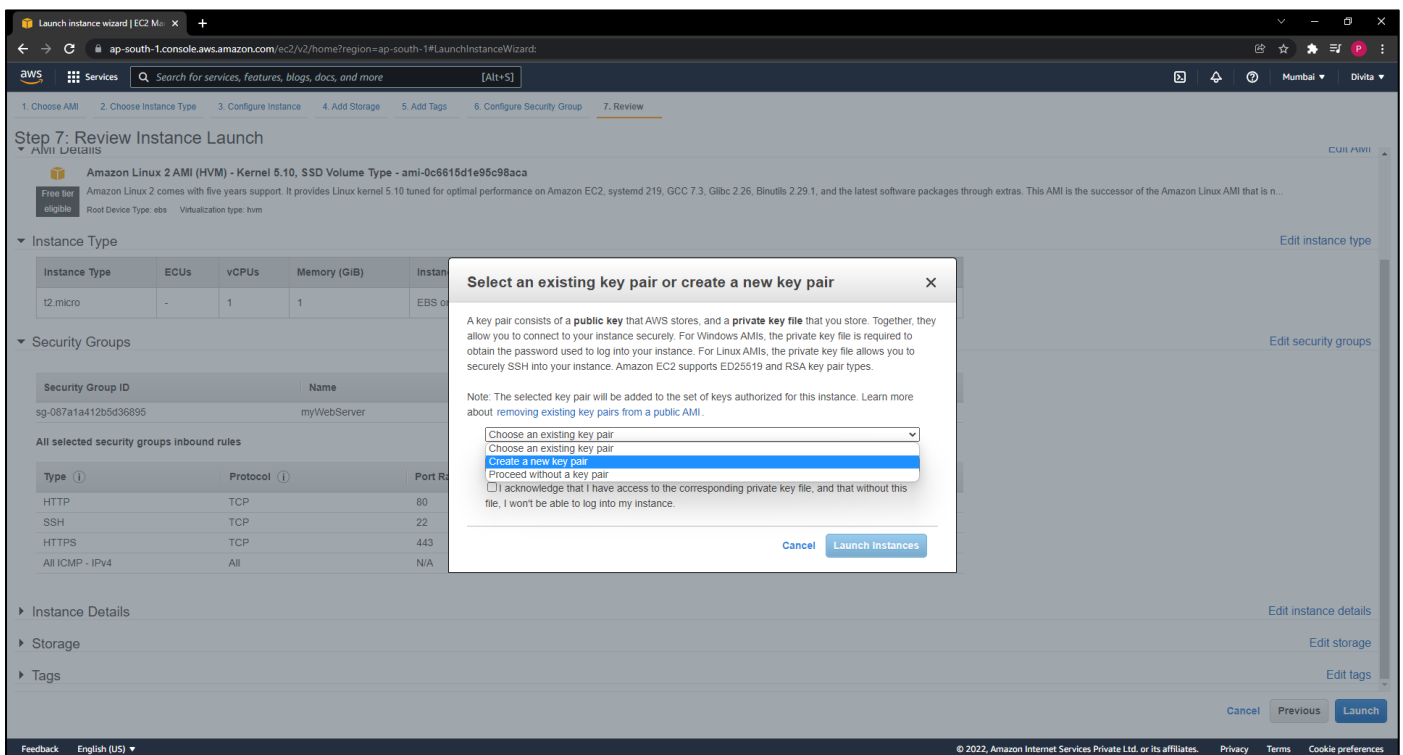 Launch instance wizard | EC2 Ma
ap-south-1.console.aws.amazon.com/ec2/v2/home?region=ap-south-1#LaunchInstanceWizard:
P
aws Services Search for services, features, blogs, docs, and more [Alt+S] Mumbai Divita
1. Choose AMI 2. Choose Instance Type 3. Configure Instance 4. Add Storage 5. Add Tags 6. Configure Security Group 7. Review
Step 7: Review Instance Launch
AMI Details Edit AMI
Amazon Linux 2 AMI (HVM) - Kernel 5.10, SSD Volume Type - ami-0c6615d1e95c98aca
Free tier eligible
Amazon Linux 2 comes with five years support. It provides Linux kernel 5.10 tuned for optimal performance on Amazon EC2, systemd 219, GCC 7.3, Glibc 2.26, Binutils 2.29.1, and the latest software packages through extras. This AMI is the successor of the Amazon Linux AMI that is n...
Root Device Type: ebs Virtualization type: hvm
Instance Type Edit instance type
Instance Type ECUs vCPUs Memory (GiB) Instan
t2.micro - 1 1 EBS o
Security Groups Edit security groups
Security Group ID Name
sg-087a1a412b5d36895 myWebServer
All selected security groups inbound rules
Type Protocol Port Ra
HTTP TCP 80
SSH TCP 22
HTTPS TCP 443
All ICMP - IPv4 All N/A
Instance Details Edit instance details
Storage Edit storage
Tags Edit tags
Cancel Previous Launch
Select an existing key pair or create a new key pair
A key pair consists of a public key that AWS stores, and a private key file that you store. Together, they
allow you to connect to your instance securely. For Windows AMIs, the private key file is required to
obtain the password used to log into your instance. For Linux AMIs, the private key file allows you to
securely SSH into your instance. Amazon EC2 supports ED25519 and RSA key pair types.
Note: The selected key pair will be added to the set of keys authorized for this instance. Learn more
about removing existing key pairs from a public AMI .
Choose an existing key pair
Choose an existing key pair
Create a new key pair
Proceed without a key pair
I acknowledge that I have access to the corresponding private key file, and that without this
file, I won't be able to log into my instance.
Cancel Launch Instances
Feedback English (US) © 2022, Amazon Internet Services Private Ltd. or its affiliates. Privacy Terms Cookie preferences